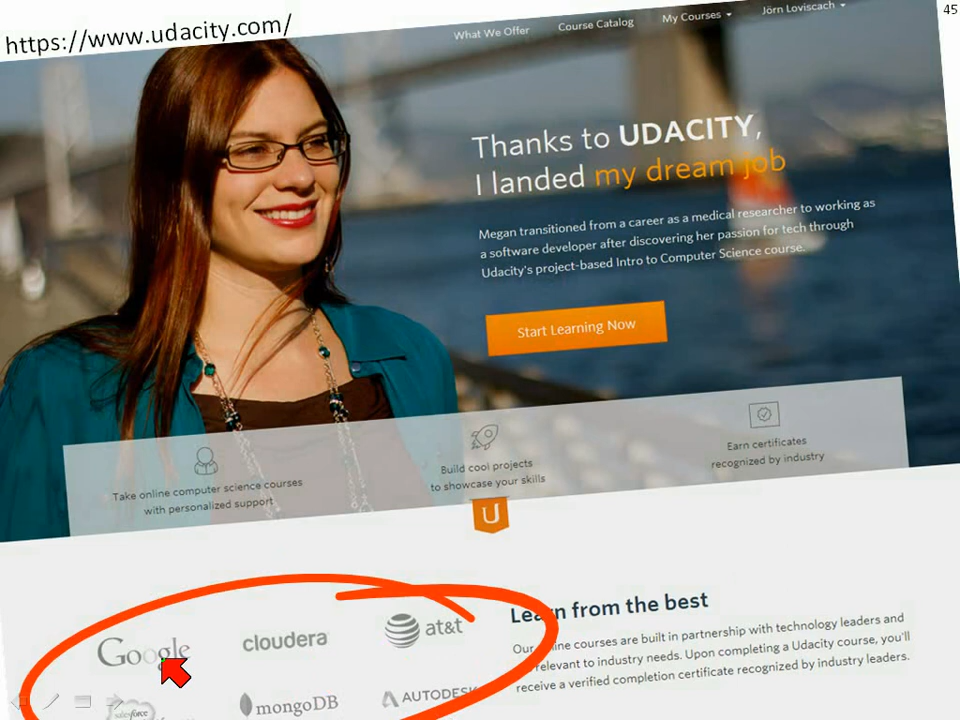 https://www.udacity.com/
45
What We Offer
Course Catalog
My Courses
Jörn Loviscach
Thanks to UDACITY,
I landed my dream job
Megan transitioned from a career as a medical researcher to working as
a software developer after discovering her passion for tech through
Udacity's project-based Intro to Computer Science course.
Start Learning Now
Take online computer science courses
with personalized support
Build cool projects
to showcase your skills
Earn certificates
recognized by industry
U
Google
cloudera
at&t
salesforce
mongoDB
AUTODESK
Learn from the best
Our online courses are built in partnership with technology leaders and
relevant to industry needs. Upon completing a Udacity course, you'll
receive a verified completion certificate recognized by industry leaders.